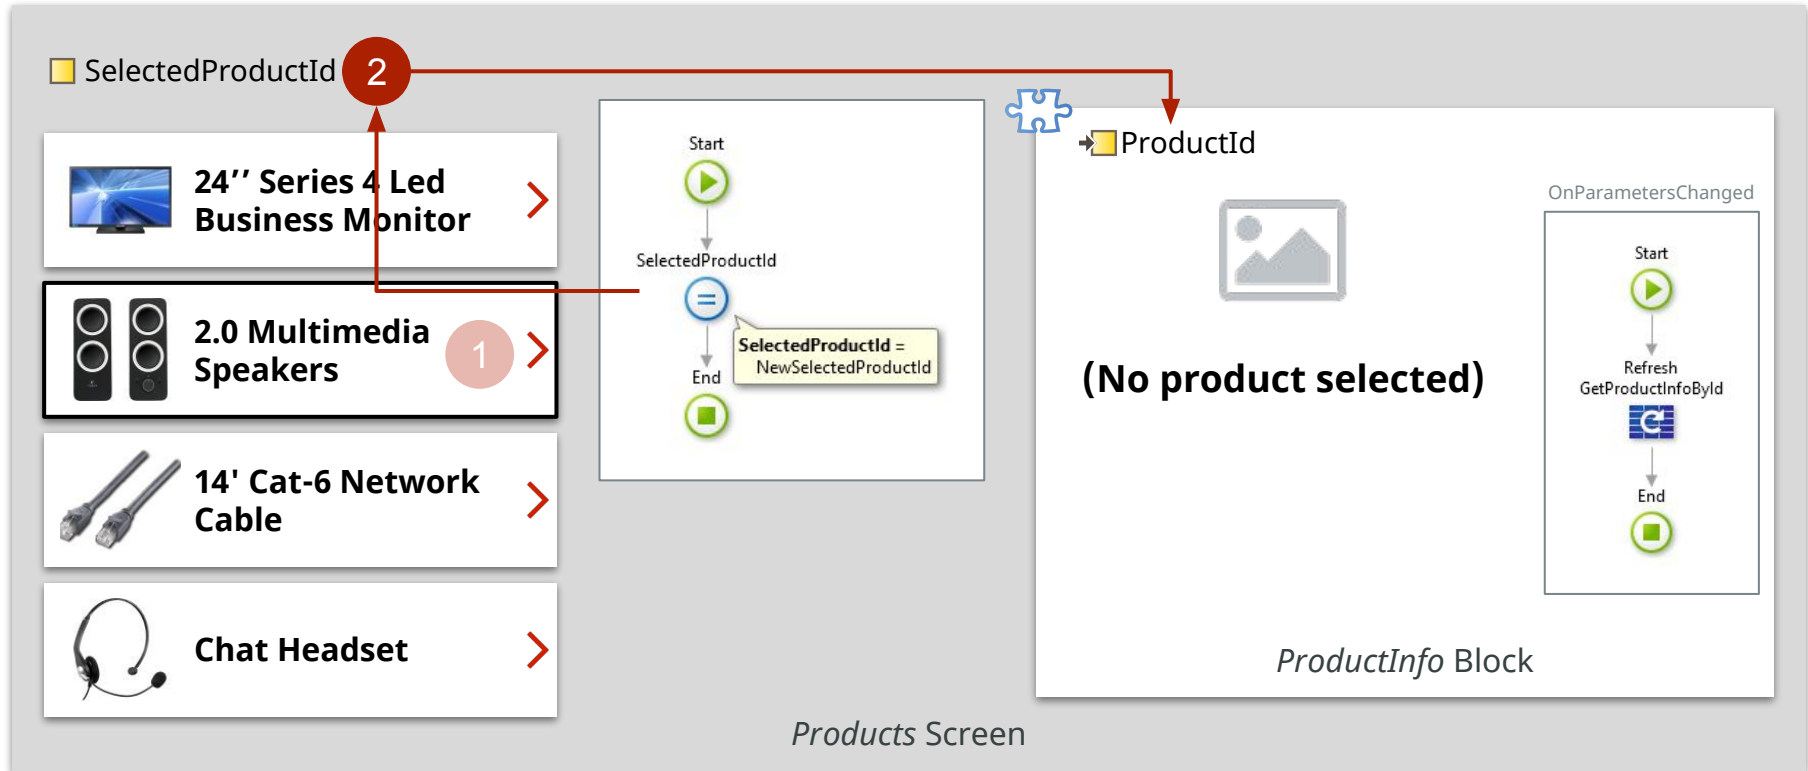 SelectedProductId
2
24’’ Series 4 Led
Business Monitor
2.0 Multimedia
Speakers
1
14' Cat-6 Network
Cable
Chat Headset
Start
SelectedProductId
SelectedProductId =
NewSelectedProductId
End
ProductId
(No product selected)
OnParametersChanged
Start
Refresh
GetProductInfoById
End
ProductInfo Block
Products Screen